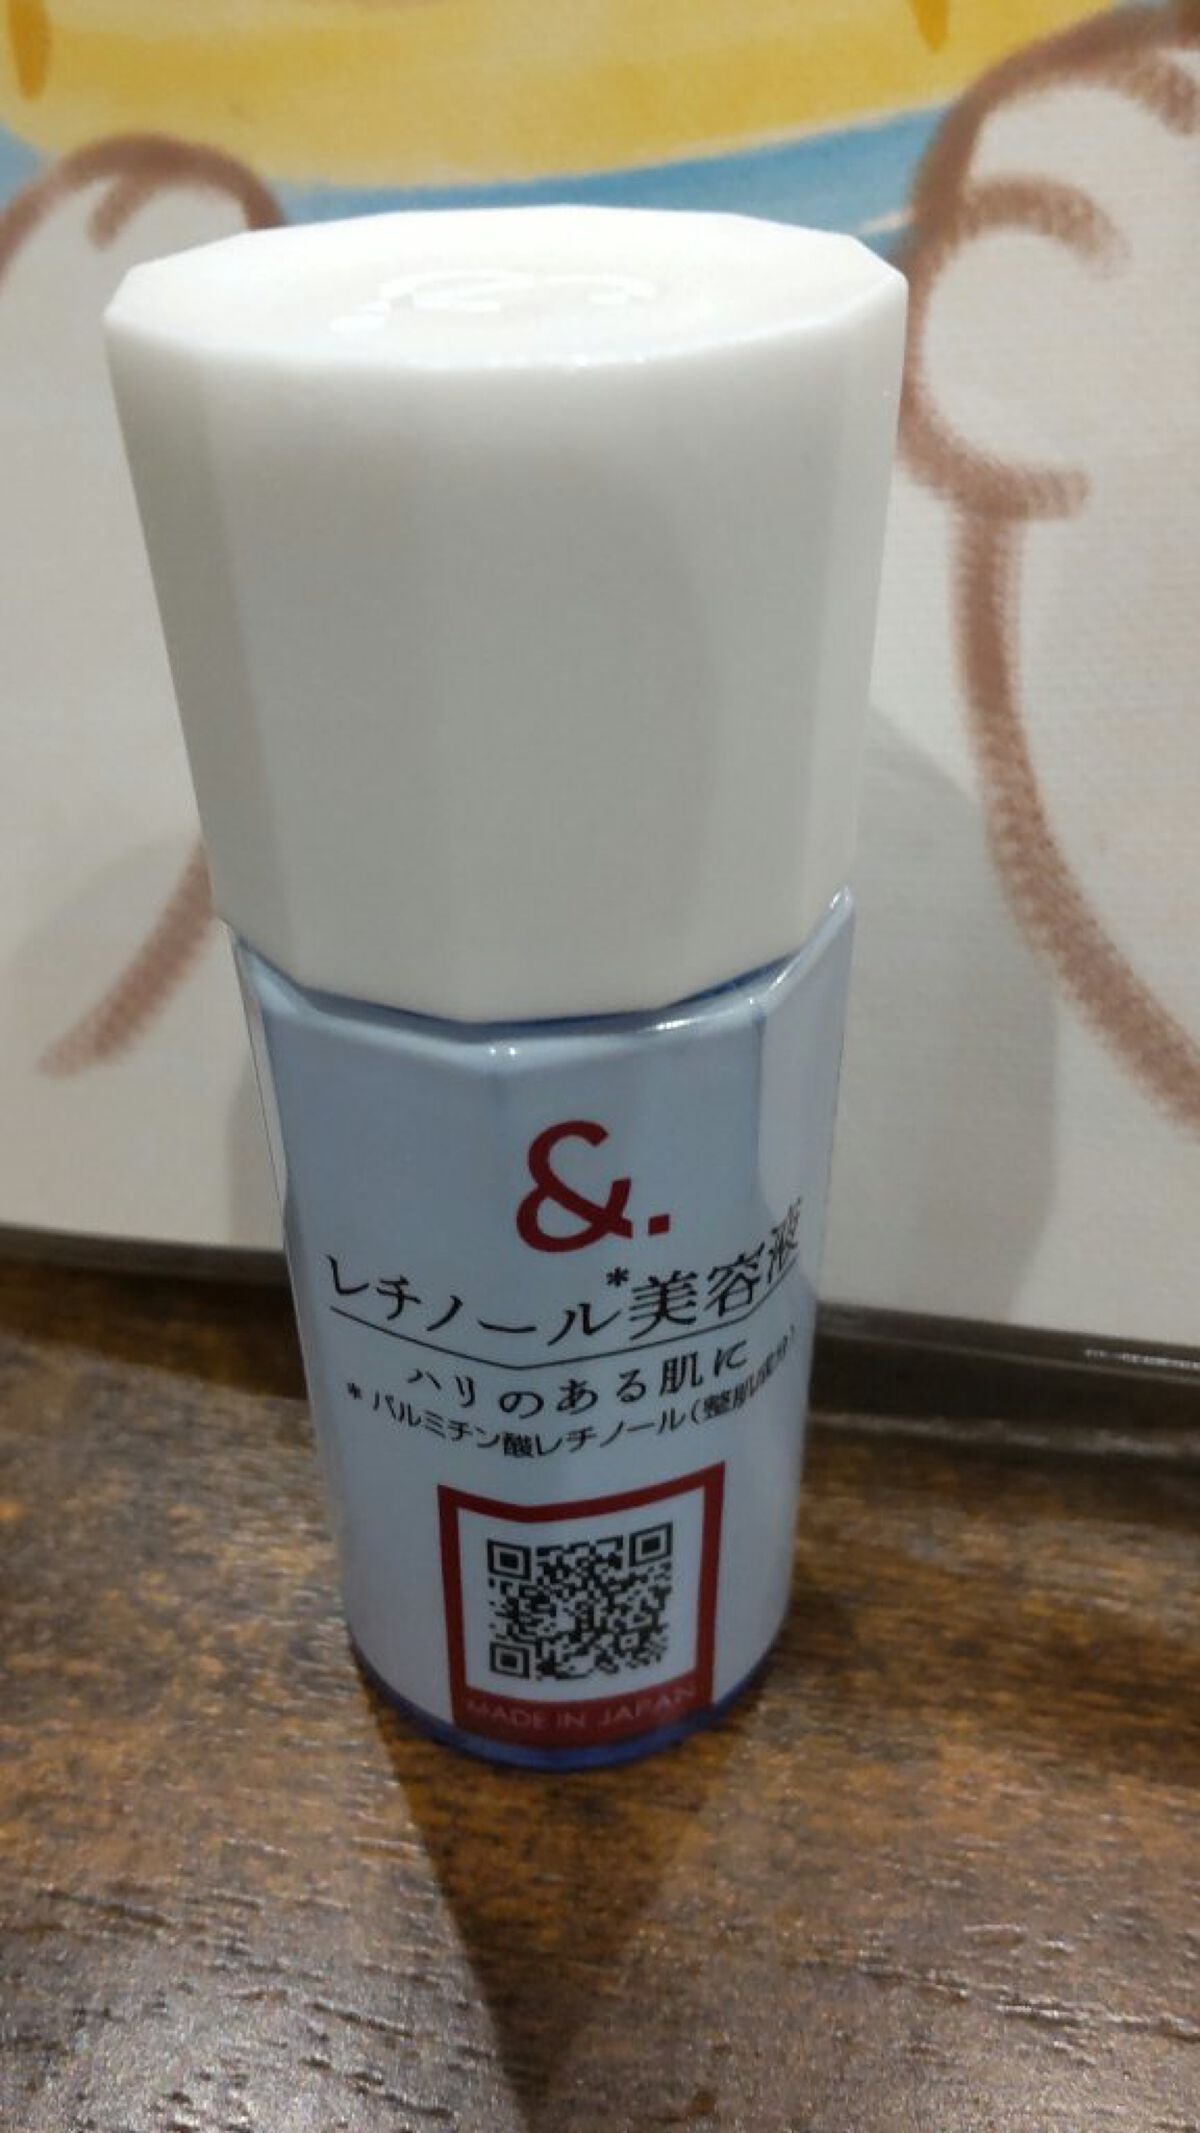 &.
レチノール*美容液
ハリのある肌に
* パルミチン酸レチノール(整肌成分)
MADE IN JAPAN